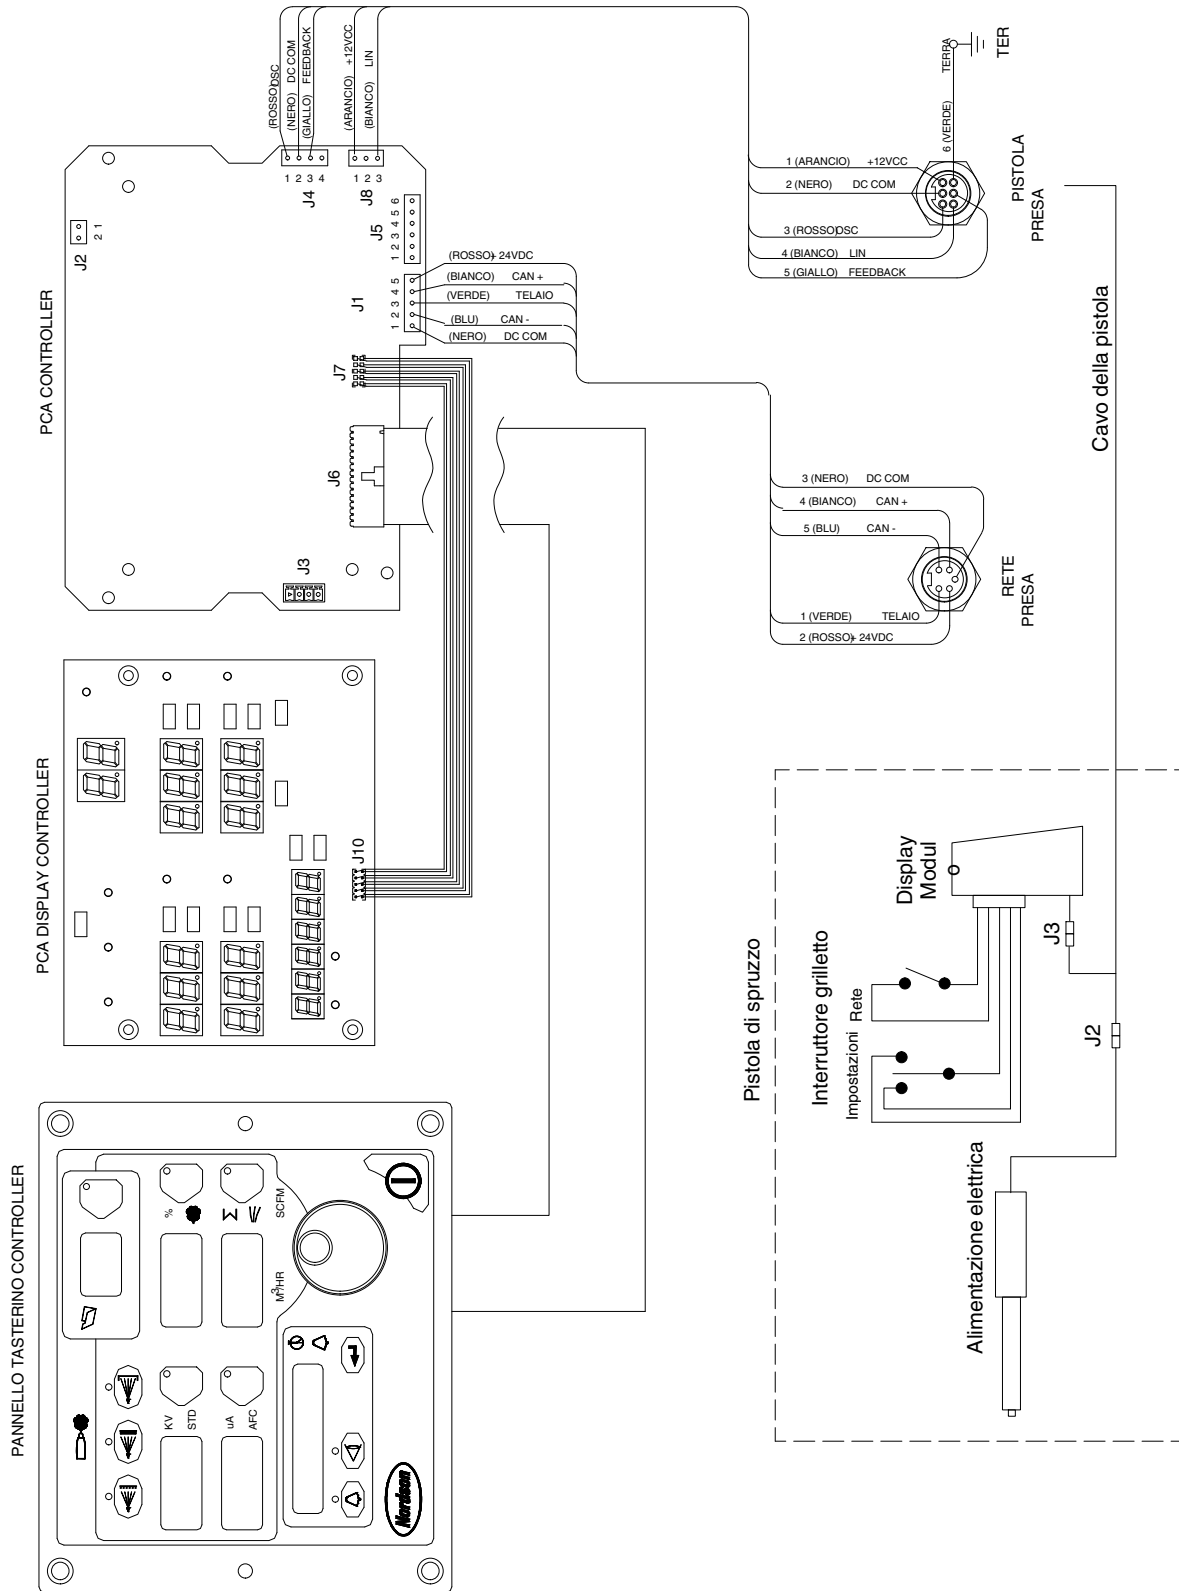 PCA CONTROLLER
J2
2 1
(ROSSO)OSC
(NERO) DC COM
(GIALLO) FEEDBACK
(ARANCIO) +12VCC
(BIANCO) LIN
1 2 3 4
J4
1 2 3
J8
J5
1 2 3 4 5 6
J1
1 2 3 4 5
(ROSSO)+ 24VDC
(BIANCO) CAN +
(VERDE) TELAIO
(BLU) CAN -
(NERO) DC COM
J7
J6
J3
1 (ARANCIO) +12VCC
2 (NERO) DC COM
3 (ROSSO)OSC
4 (BIANCO) LIN
5 (GIALLO) FEEDBACK
6 (VERDE) TERRA
TER
PISTOLA
PRESA
Cavo della pistola
3 (NERO) DC COM
4 (BIANCO) CAN +
5 (BLU) CAN -
1 (VERDE) TELAIO
2 (ROSSO)+ 24VDC
RETE
PRESA
PCA DISPLAY CONTROLLER
J10
PANNELLO TASTERINO CONTROLLER
%
KV
STD
uA
AFC
M3/HR
SCFM
Nordson
Pistola di spruzzo
Interruttore grilletto
Impostazioni Rete
Display
Modul
o
J3
J2
Alimentazione elettrica